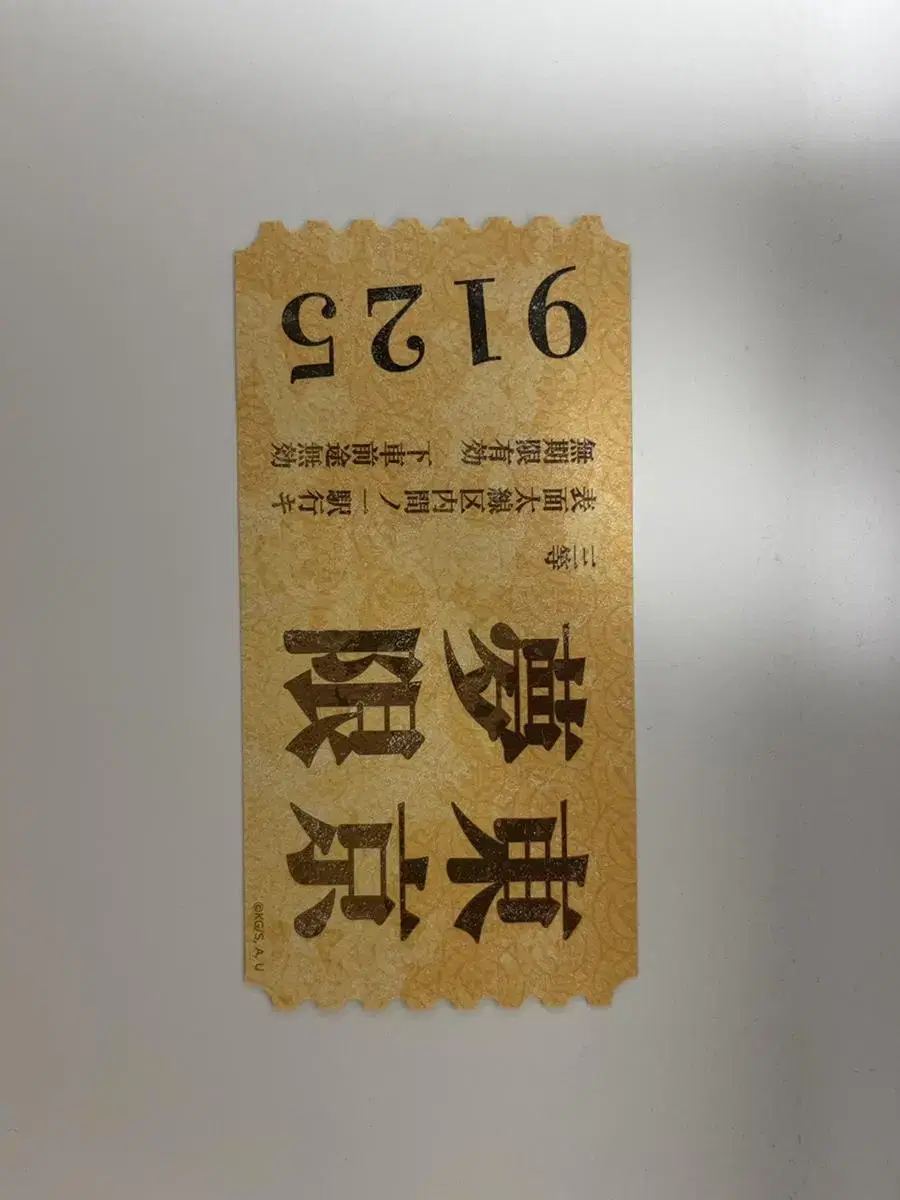 東京
夢限
三等
表面太線区内間ノ一駅行キ
無期限有効 下車前途無効
9125
©KG/S, A, U